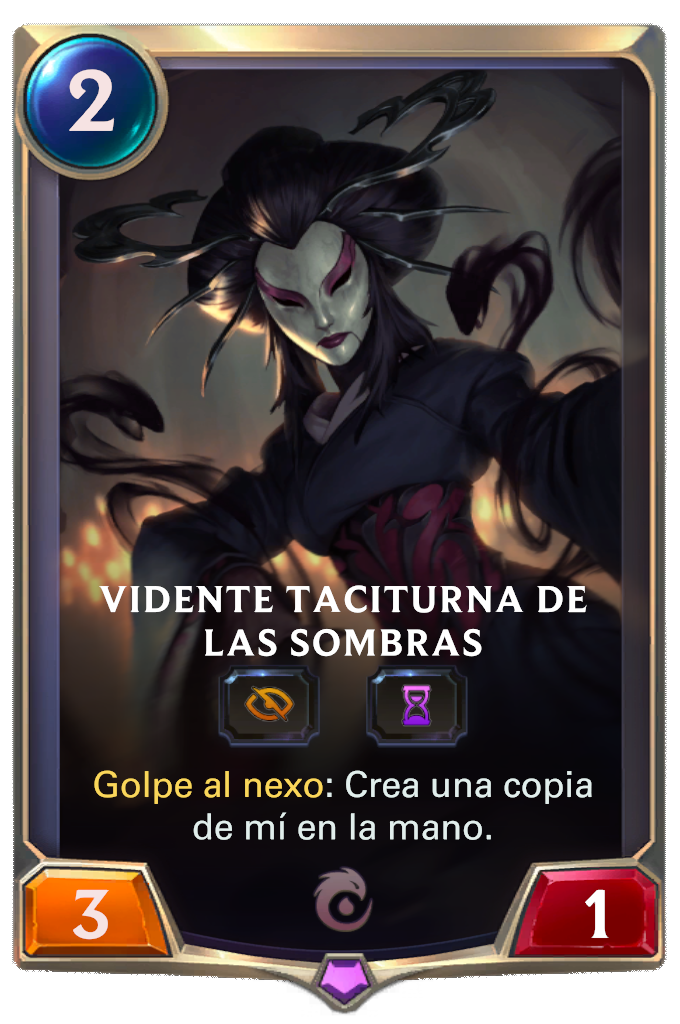 2
VIDENTE TACITURNA DE
LAS SOMBRAS
Golpe al nexo: Crea una copia
de mí en la mano.
3
1